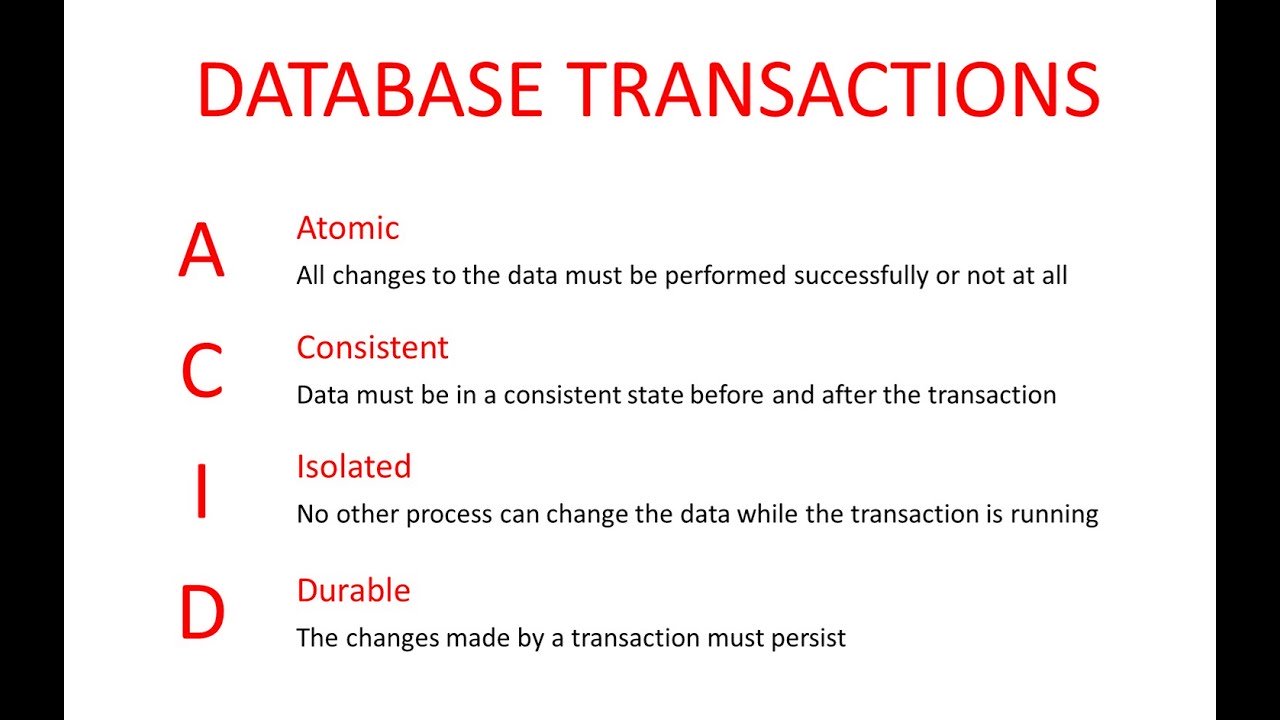 DATABASE TRANSACTIONS
A
Atomic
All changes to the data must be performed successfully or not at all
C
Consistent
Data must be in a consistent state before and after the transaction
I
Isolated
No other process can change the data while the transaction is running
D
Durable
The changes made by a transaction must persist